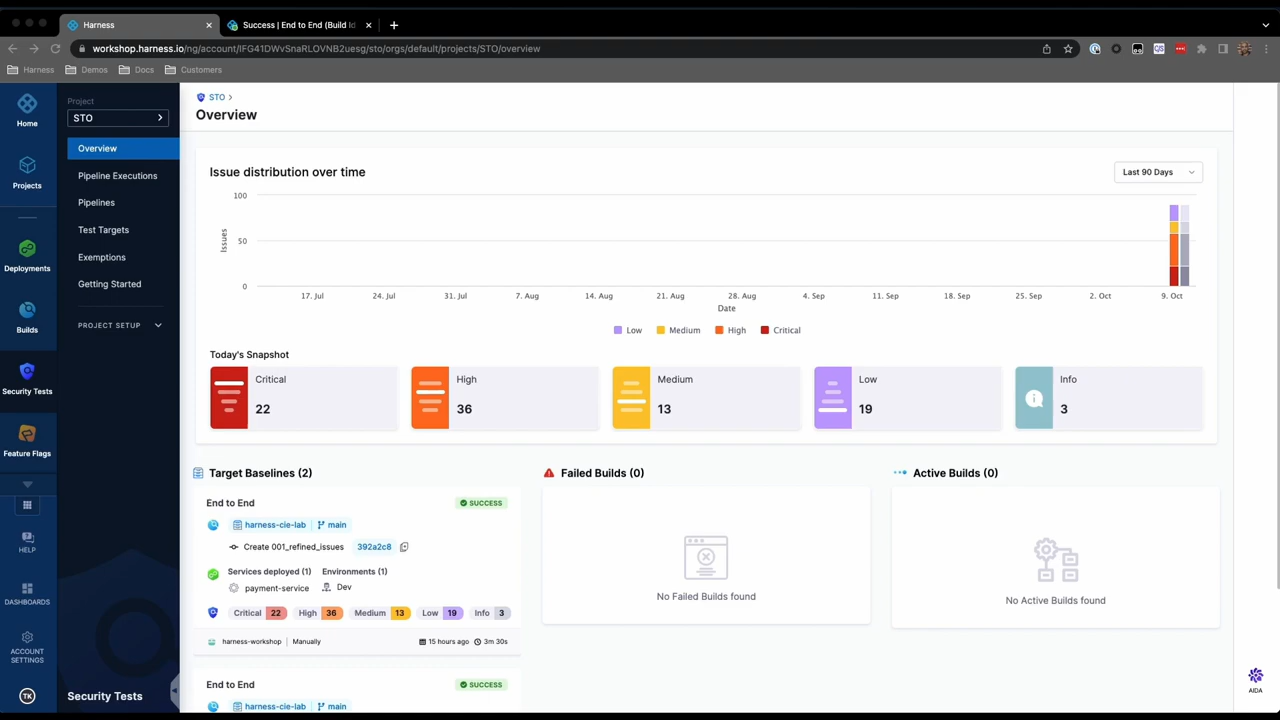 Harness
Success | End to End (Build Id
workshop.harness.io/ng/account/IFG41DWvSnaRLOVNB2uesg/sto/orgs/default/projects/STO/overview
Harness
Demos
Docs
Customers
Home
Projects
Deployments
Builds
Security Tests
Feature Flags
HELP
DASHBOARDS
ACCOUNT
SETTINGS
TK
Project
STO
Overview
Pipeline Executions
Pipelines
Test Targets
Exemptions
Getting Started
PROJECT SETUP
Security Tests
STO
Overview
Issue distribution over time
Last 90 Days
100
50
0
Issues
17. Jul 24. Jul 31. Jul 7. Aug 14. Aug 21. Aug 28. Aug 4. Sep 11. Sep 18. Sep 25. Sep 2. Oct 9. Oct
Date
Low Medium High Critical
Today's Snapshot
Critical
22
High
36
Medium
13
Low
19
Info
3
Target Baselines (2)
End to End
SUCCESS
harness-cie-lab main
Create 001_refined_issues 392a2c8
Services deployed (1) Environments (1)
payment-service Dev
Critical 22 High 36 Medium 13 Low 19 Info 3
harness-workshop | Manually 15 hours ago 3m 30s
End to End
SUCCESS
harness-cie-lab main
Failed Builds (0)
No Failed Builds found
Active Builds (0)
No Active Builds found
AIDA